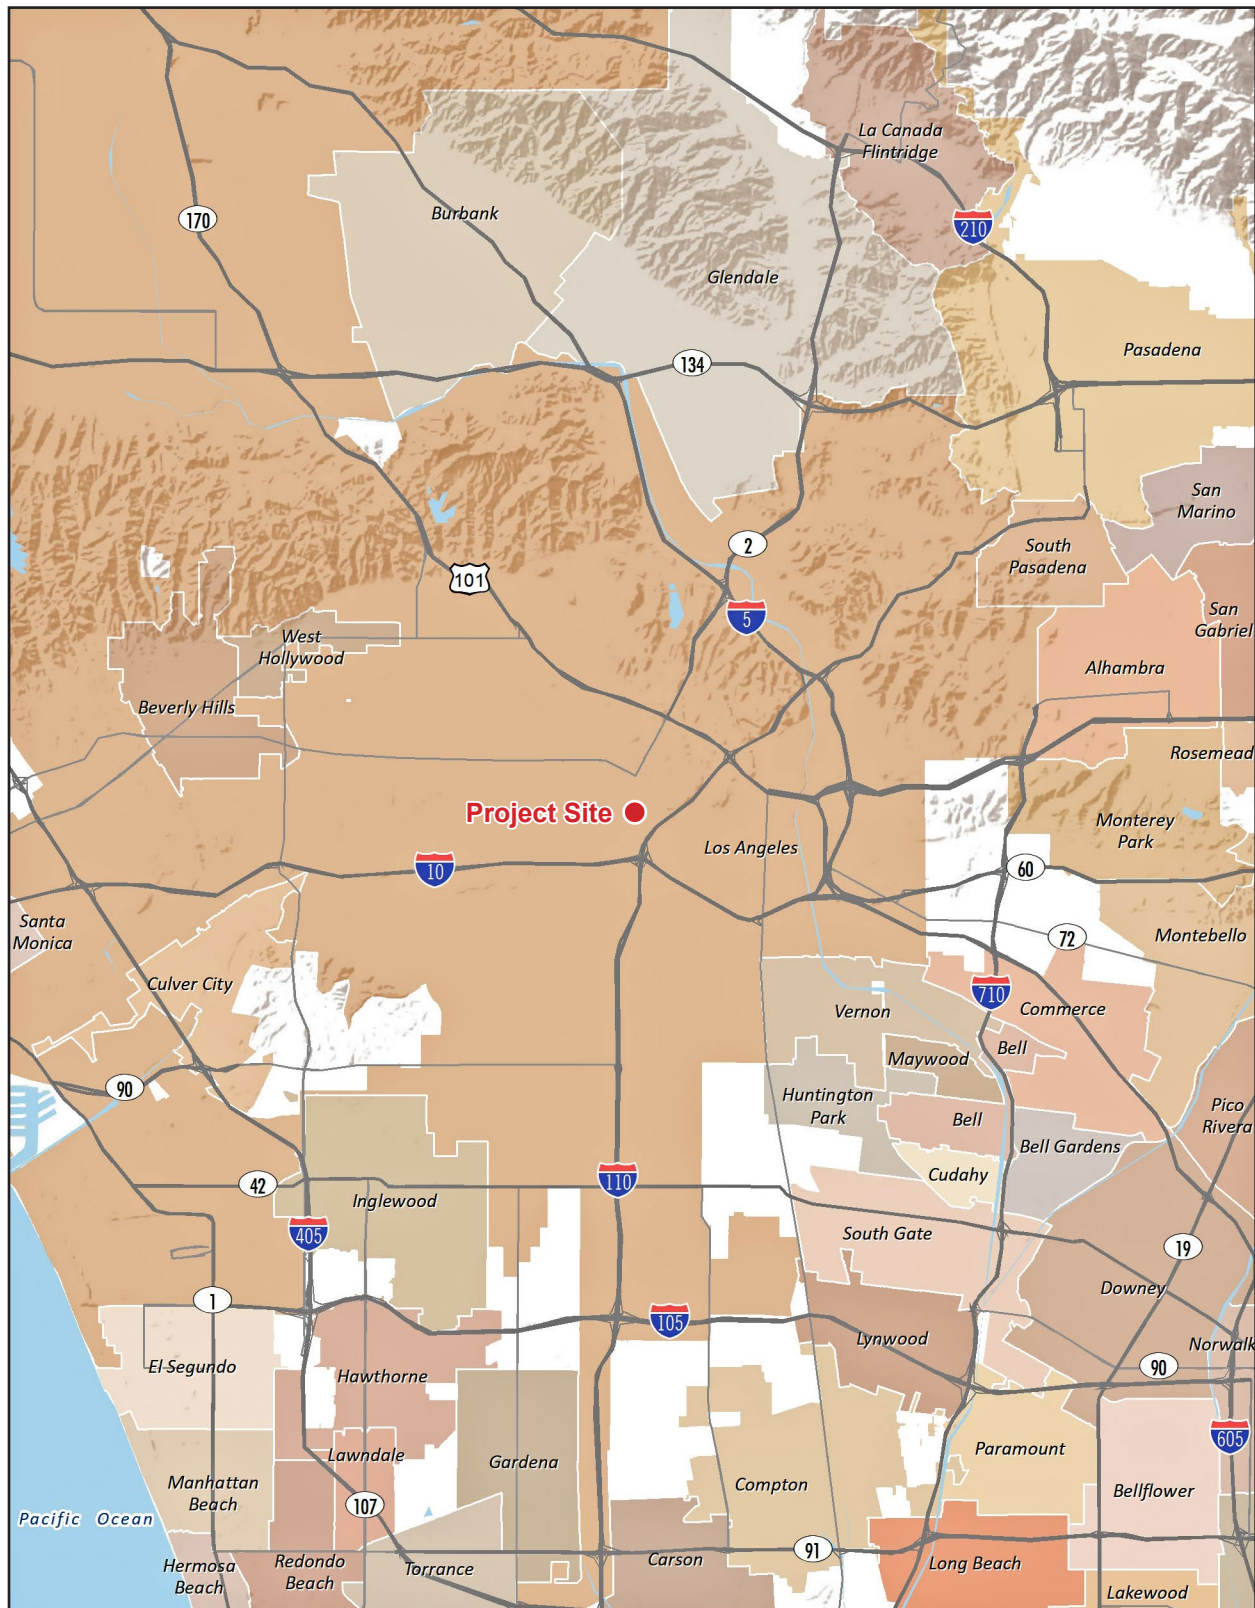 La Canada
Flintridge
170
Burbank
210
Glendale
Pasadena
134
San
Marino
2
South
Pasadena
101
5
San
Gabriel
West
Hollywood
Alhambra
Beverly Hills
Rosemead
Project Site
Monterey
Park
Los Angeles
10
60
Santa
Monica
72
Montebello
Culver City
710
Commerce
Vernon
Bell
Maywood
90
Huntington
Park
Pico
Rivera
Bell
Bell Gardens
Cudahy
110
42
Inglewood
405
South Gate
19
Downey
1
105
Lynwood
Norwalk
El Segundo
90
Hawthorne
605
Paramount
Lawndale
Gardena
Manhattan
Beach
Compton
Bellflower
107
Pacific Ocean
91
Carson
Long Beach
Hermosa
Beach
Redondo
Beach
Torrance
Lakewood